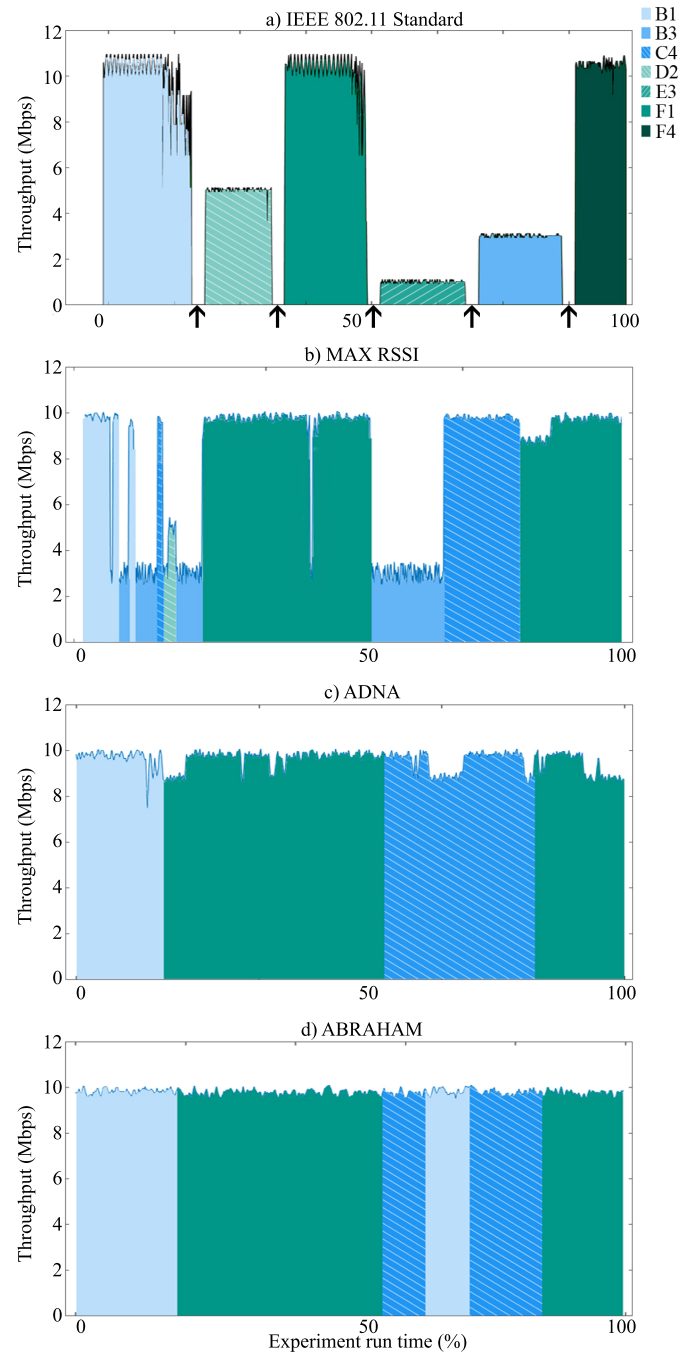 a) IEEE 802.11 Standard
B1
B3
C4
D2
E3
F1
F4
12
10
8
6
4
2
0
Throughput (Mbps)
0 50 100
b) MAX RSSI
12
10
8
6
4
2
0
Throughput (Mbps)
0 50 100
c) ADNA
12
10
8
6
4
2
0
Throughput (Mbps)
0 50 100
d) ABRAHAM
12
10
8
6
4
2
0
Throughput (Mbps)
0 50 100
Experiment run time (%)